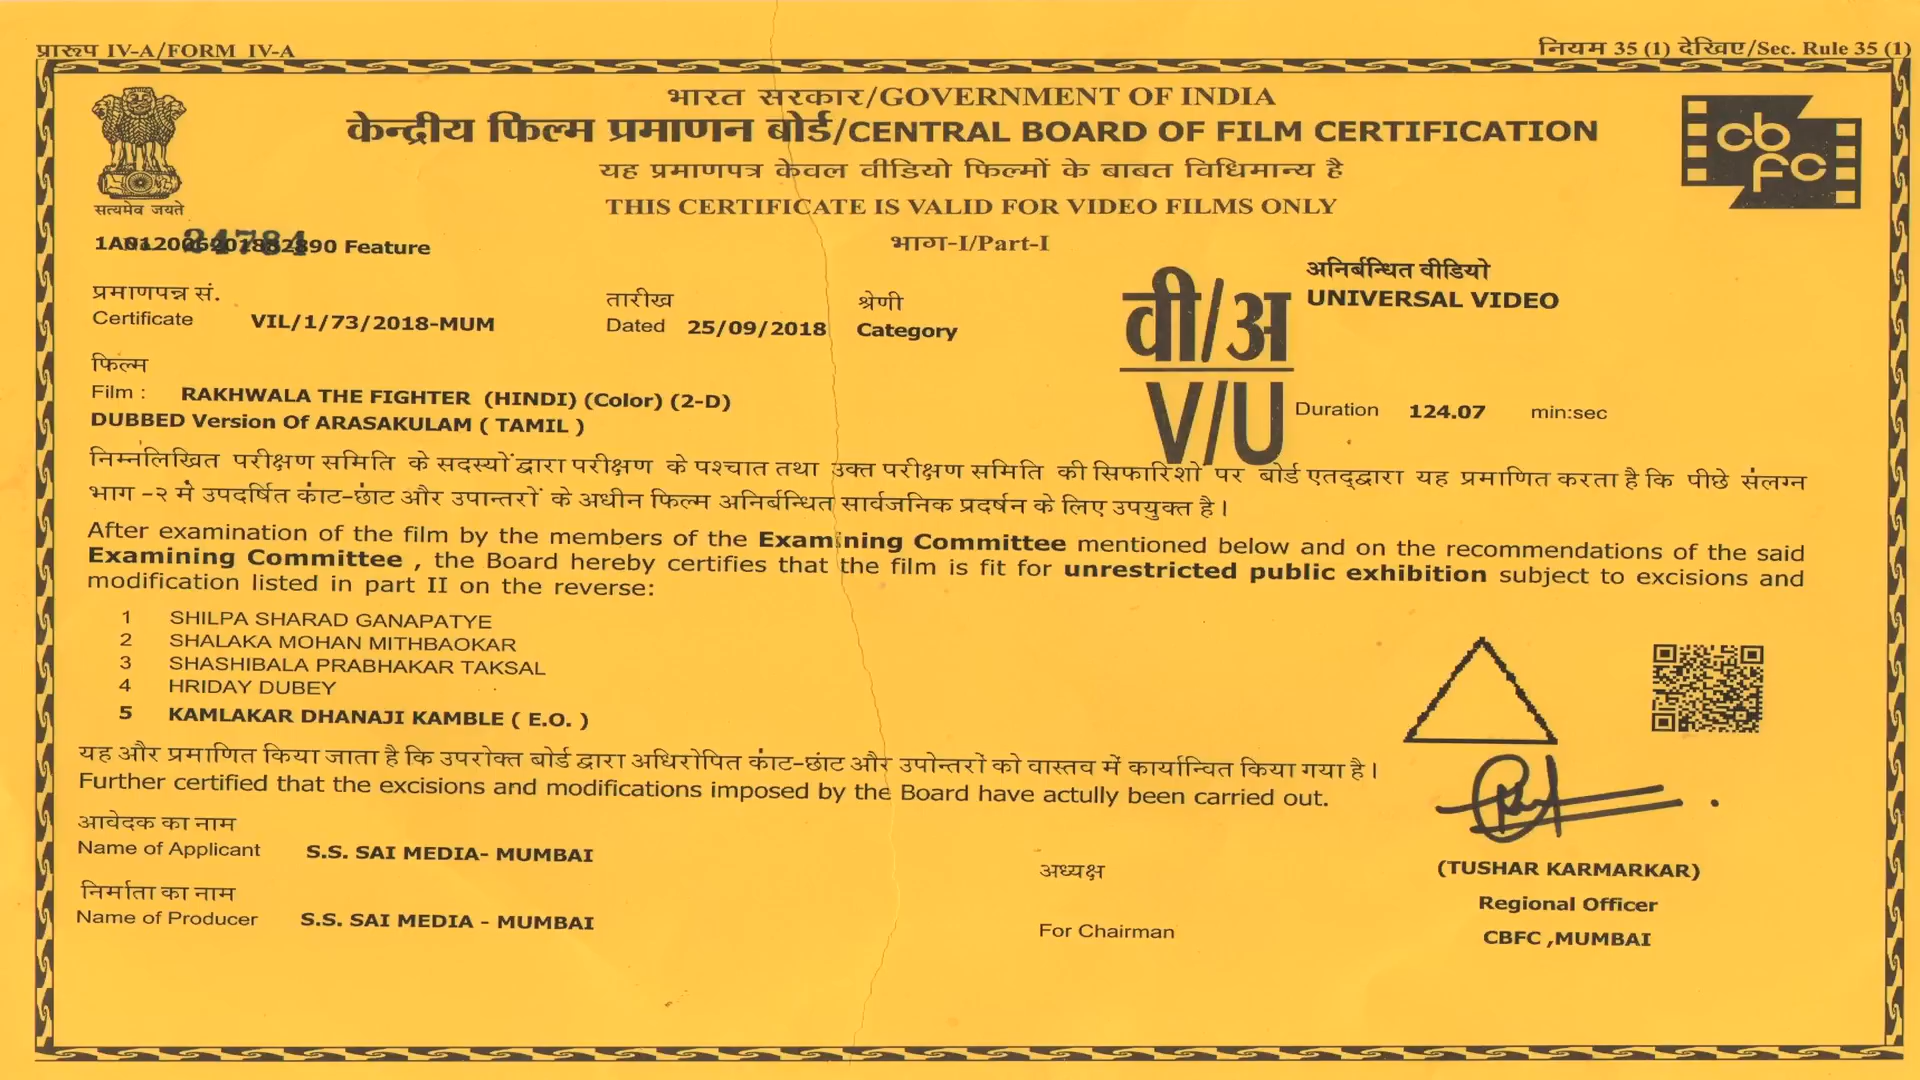 प्रारूप IV-A/FORM IV-A
नियम 35 (1) देखिए/Sec. Rule 35 (1)
भारत सरकार/GOVERNMENT OF INDIA
केन्द्रीय फिल्म प्रमाणन बोर्ड/CENTRAL BOARD OF FILM CERTIFICATION
यह प्रमाणपत्र केवल वीडियो फिल्मों के बाबत विधिमान्य है
THIS CERTIFICATE IS VALID FOR VIDEO FILMS ONLY
सत्यमेव जयते
cb
fc
Feature
भाग-I/Part-I
अनिर्बन्धित वीडियो
UNIVERSAL VIDEO
प्रमाणपत्र सं.
Certificate VIL/1/73/2018-MUM
तारीख
Dated 25/09/2018
श्रेणी
Category
वी/अ
V/U
फिल्म
Film : RAKHWALA THE FIGHTER (HINDI) (Color) (2-D)
DUBBED Version Of ARASAKULAM ( TAMIL )
Duration 124.07 min:sec
निम्नलिखित परीक्षण समिति के सदस्यों द्वारा परीक्षण के पश्चात तथा उक्त परीक्षण समिति की सिफारिशों पर बोर्ड एतद्द्वारा यह प्रमाणित करता है कि पीछे संलग्न
भाग -२ में उपदर्षित कांट-छांट और उपान्तरों के अधीन फिल्म अनिर्बन्धित सार्वजनिक प्रदर्षन के लिए उपयुक्त है।
After examination of the film by the members of the Examining Committee mentioned below and on the recommendations of the said
Examining Committee , the Board hereby certifies that the film is fit for unrestricted public exhibition subject to excisions and
modification listed in part II on the reverse:
1 SHILPA SHARAD GANAPATYE
2 SHALAKA MOHAN MITHBAOKAR
3 SHASHIBALA PRABHAKAR TAKSAL
4 HRIDAY DUBEY
5 KAMLAKAR DHANAJI KAMBLE ( E.O. )
यह और प्रमाणित किया जाता है कि उपरोक्त बोर्ड द्वारा अधिरोपित कांट-छांट और उपोन्तरों को वास्तव में कार्यान्वित किया गया है।
Further certified that the excisions and modifications imposed by the Board have actully been carried out.
आवेदक का नाम
Name of Applicant S.S. SAI MEDIA- MUMBAI
निर्माता का नाम
Name of Producer S.S. SAI MEDIA - MUMBAI
अध्यक्ष
For Chairman
(TUSHAR KARMARKAR)
Regional Officer
CBFC ,MUMBAI